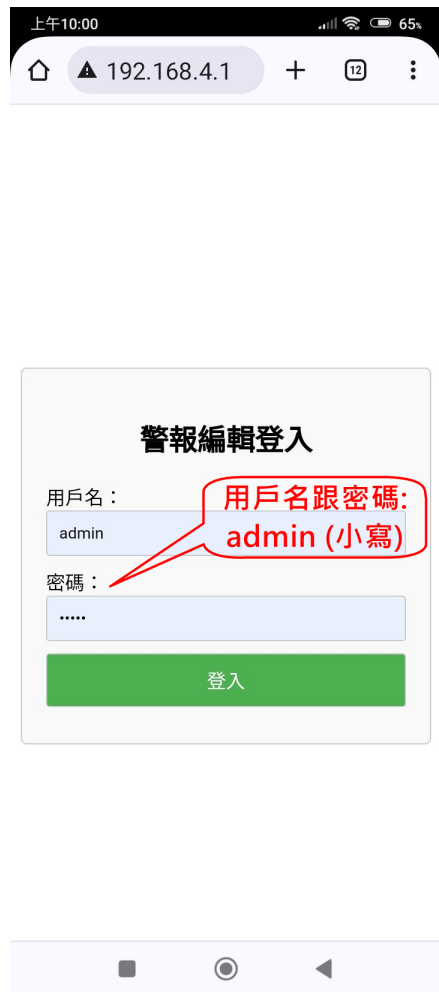 上午10:00
65%
192.168.4.1
12
警報編輯登入
用戶名：
用戶名跟密碼:
admin
admin (小寫)
密碼：
•••••
登入